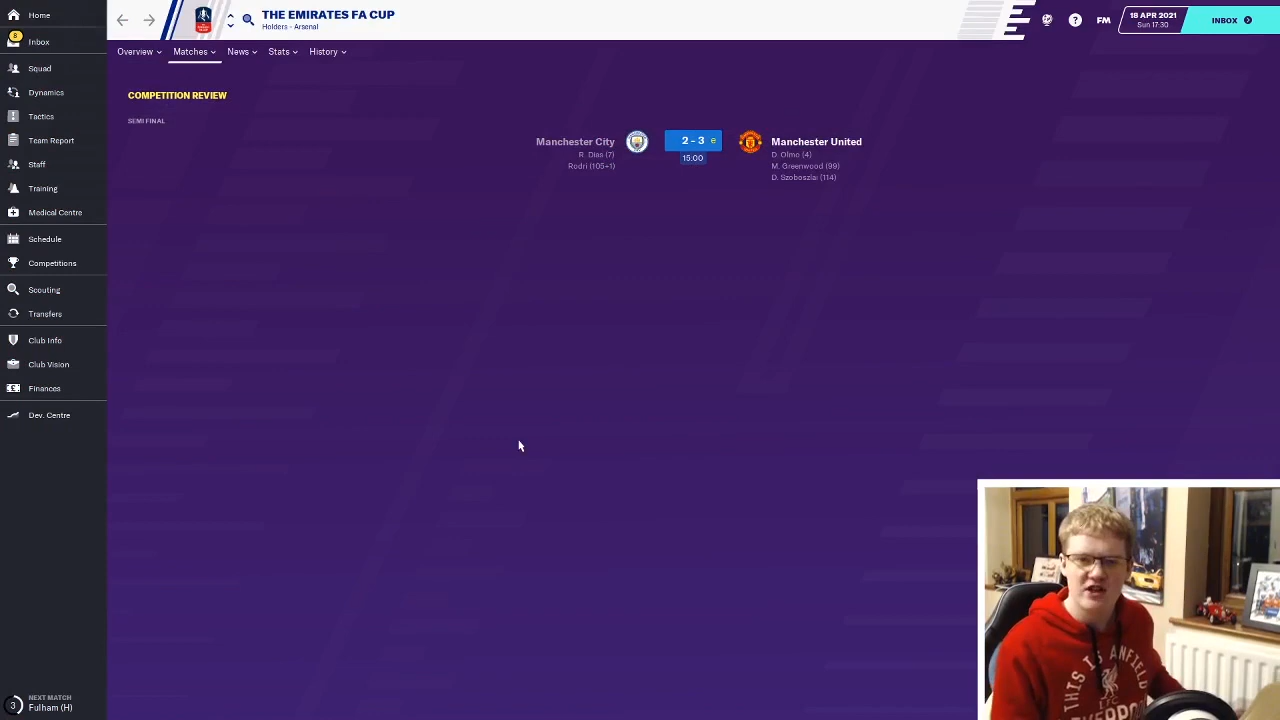 THE EMIRATES FA CUP
Holders - Arsenal
? FM
18 APR 2021
Sun 17:30
INBOX
Overview Matches News Stats History
8 Inbox
Squad
Dynamics
Tactics
Team Report
Staff
Training
Medical Centre
Schedule
Competitions
Scouting
Transfers
Club Info
Club Vision
Finances
Dev. Centre
3 NEXT MATCH
Fulham (H)
COMPETITION REVIEW
SEMI FINAL
Manchester City 2 - 3 e Manchester United
R. Dias (7) 15:00 D. Olmo (4)
Rodri (105+1) M. Greenwood (99)
D. Szoboszlai (114)
THIS IS ANFIELD
LFC